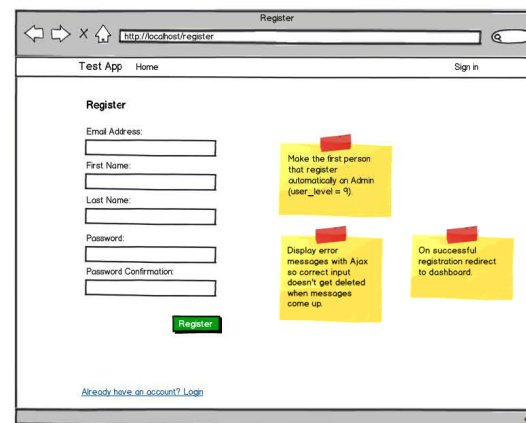 Register
http://localhost/register
Test App Home Sign in
Register
Email Address:
First Name:
Last Name:
Password:
Password Confirmation:
Register
Already have an account? Login
Make the first person
that register
automatically an Admin
(user_level = 9).
Display error
messages with Ajax
so correct input
doesn't get deleted
when messages
come up.
On successful
registration redirect
to dashboard.